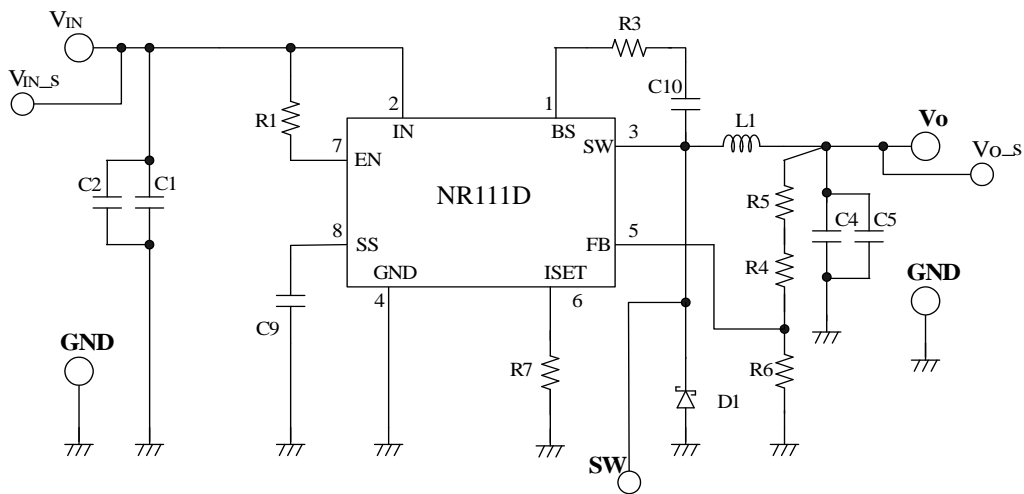 VIN
R3
VIN_S
C10
2
1
R1
IN
BS
SW
3
L1
Vo
7
EN
VO_S
C2
C1
NR111D
R5
C4
C5
8
SS
FB
5
R4
GND
ISET
GND
4
6
C9
GND
R7
R6
D1
SW